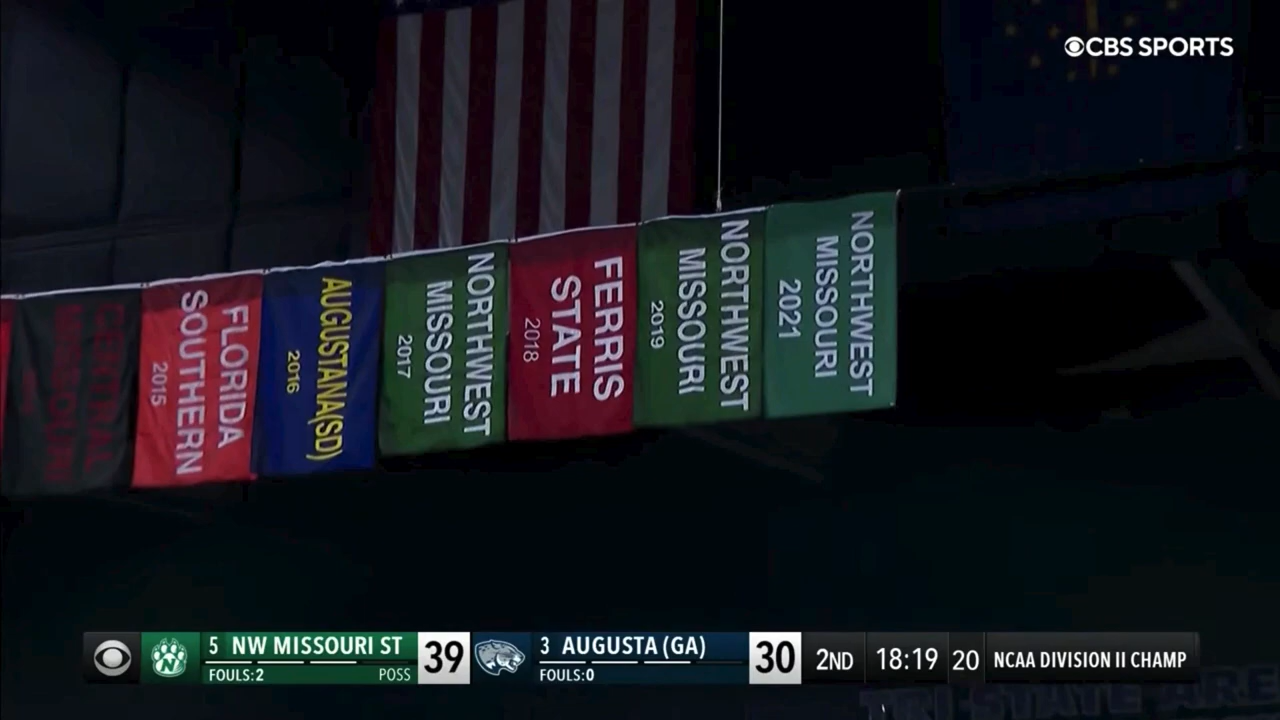 CBS SPORTS
CENTRAL
MISSOURI
FLORIDA
SOUTHERN
2015
AUGUSTANA(SD)
2016
NORTHWEST
MISSOURI
2017
FERRIS
STATE
2018
NORTHWEST
MISSOURI
2019
NORTHWEST
MISSOURI
2021
TRI-STATE
5 NW MISSOURI ST 39 3 AUGUSTA (GA) 30 2ND 18:19 20 NCAA DIVISION II CHAMP
FOULS:2 POSS FOULS:0